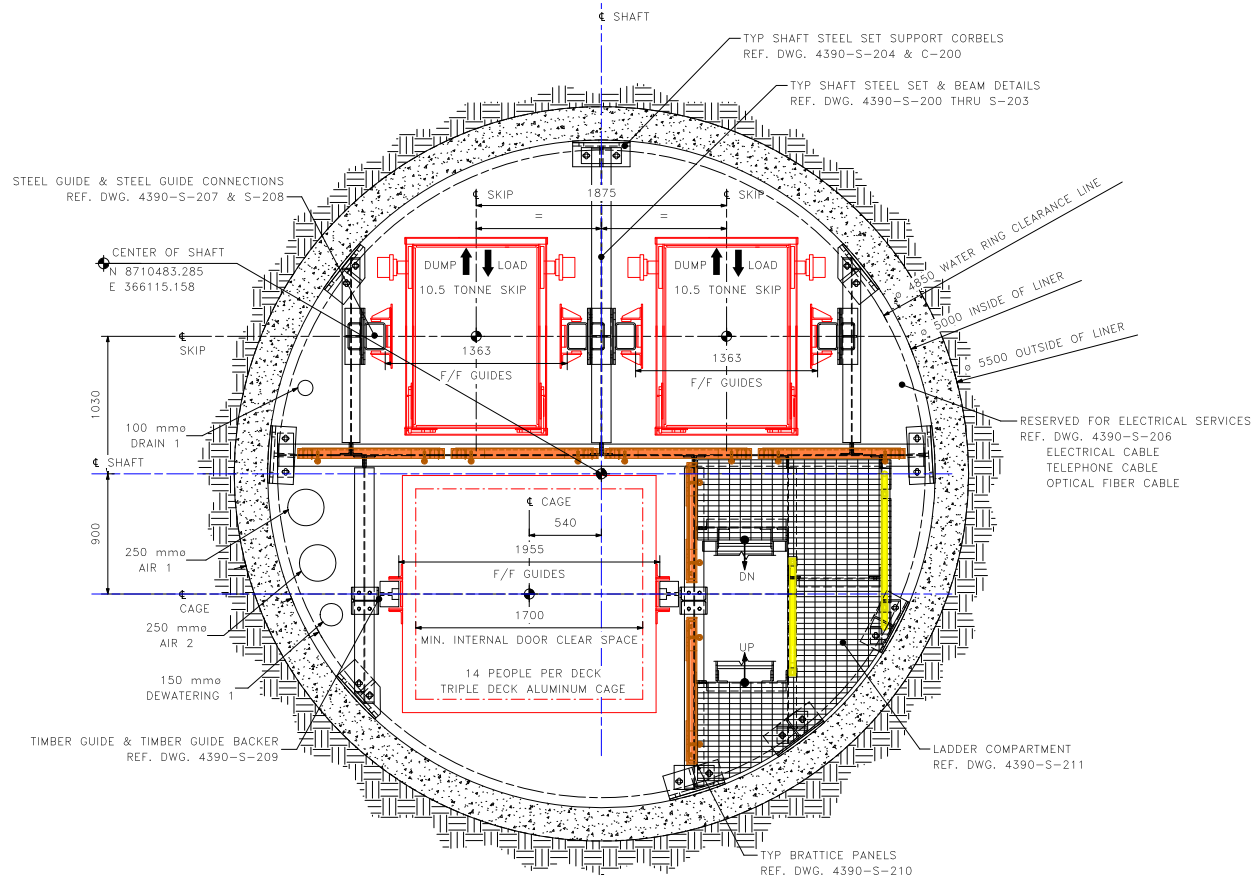 ℄ SHAFT
TYP SHAFT STEEL SET SUPPORT CORBELS
REF. DWG. 4390-S-204 & C-200
TYP SHAFT STEEL SET & BEAM DETAILS
REF. DWG. 4390-S-200 THRU S-203
STEEL GUIDE & STEEL GUIDE CONNECTIONS
REF. DWG. 4390-S-207 & S-208
℄ SKIP
1875
℄ SKIP
=
=
CENTER OF SHAFT
N 8710483.285
E 366115.158
DUMP
LOAD
10.5 TONNE SKIP
DUMP
LOAD
10.5 TONNE SKIP
ø 4850 WATER RING CLEARANCE LINE
ø 5000 INSIDE OF LINER
ø 5500 OUTSIDE OF LINER
℄
SKIP
1363
F/F GUIDES
1363
F/F GUIDES
1030
100 mmø
DRAIN 1
RESERVED FOR ELECTRICAL SERVICES
REF. DWG. 4390-S-206
ELECTRICAL CABLE
TELEPHONE CABLE
OPTICAL FIBER CABLE
℄ SHAFT
℄ CAGE
540
900
250 mmø
AIR 1
1955
F/F GUIDES
DN
℄
CAGE
1700
MIN. INTERNAL DOOR CLEAR SPACE
250 mmø
AIR 2
UP
14 PEOPLE PER DECK
TRIPLE DECK ALUMINUM CAGE
150 mmø
DEWATERING 1
TIMBER GUIDE & TIMBER GUIDE BACKER
REF. DWG. 4390-S-209
LADDER COMPARTMENT
REF. DWG. 4390-S-211
TYP BRATTICE PANELS
REF. DWG. 4390-S-210